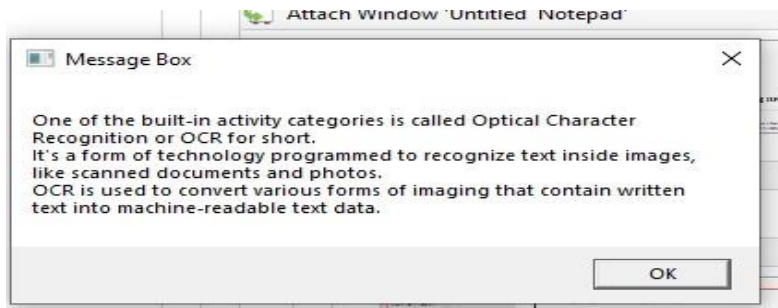 Attach Window 'Untitled Notepad'
Message Box
One of the built-in activity categories is called Optical Character
Recognition or OCR for short.
It's a form of technology programmed to recognize text inside images,
like scanned documents and photos.
OCR is used to convert various forms of imaging that contain written
text into machine-readable text data.
OK